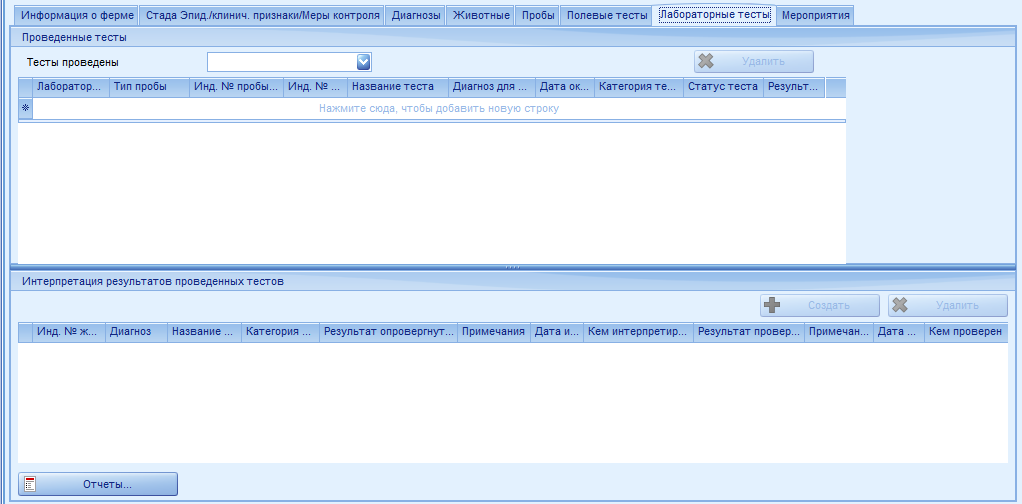 Информация о ферме Стада Эпид./клинич. признаки/Меры контроля Диагнозы Животные Пробы Полевые тесты Лабораторные тесты Мероприятия
Проведенные тесты
Тесты проведены Удалить
Лаборатор... Тип пробы Инд. № пробы... Инд. № ... Название теста Диагноз для ... Дата ок... Категория те... Статус теста Результ...
Нажмите сюда, чтобы добавить новую строку
Интерпретация результатов проведенных тестов
Создать Удалить
Инд. № ж... Диагноз Название ... Категория ... Результат опровергнут... Примечания Дата и... Кем интерпретир... Результат провер... Примечан... Дата ... Кем проверен
Отчеты...